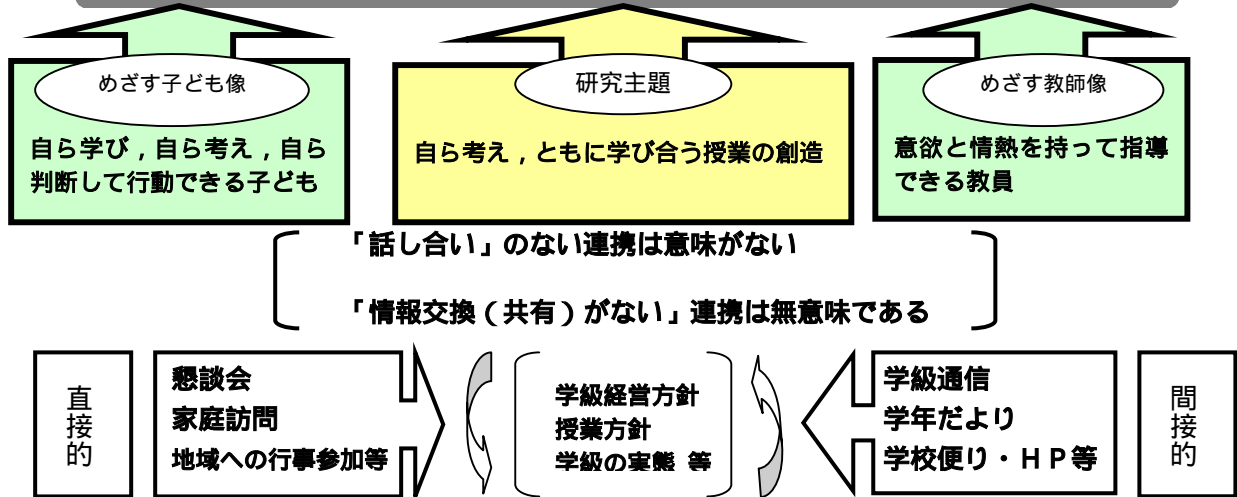 めざす子ども像
自ら学び，自ら考え，自ら
判断して行動できる子ども
研究主題
自ら考え，ともに学び合う授業の創造
めざす教師像
意欲と情熱を持って指導
できる教員
「話し合い」のない連携は意味がない
「情報交換（共有）がない」連携は無意味である
直接的
懇談会
家庭訪問
地域への行事参加等
学級経営方針
授業方針
学級の実態 等
学級通信
学年だより
学校便り・ＨＰ等
間接的